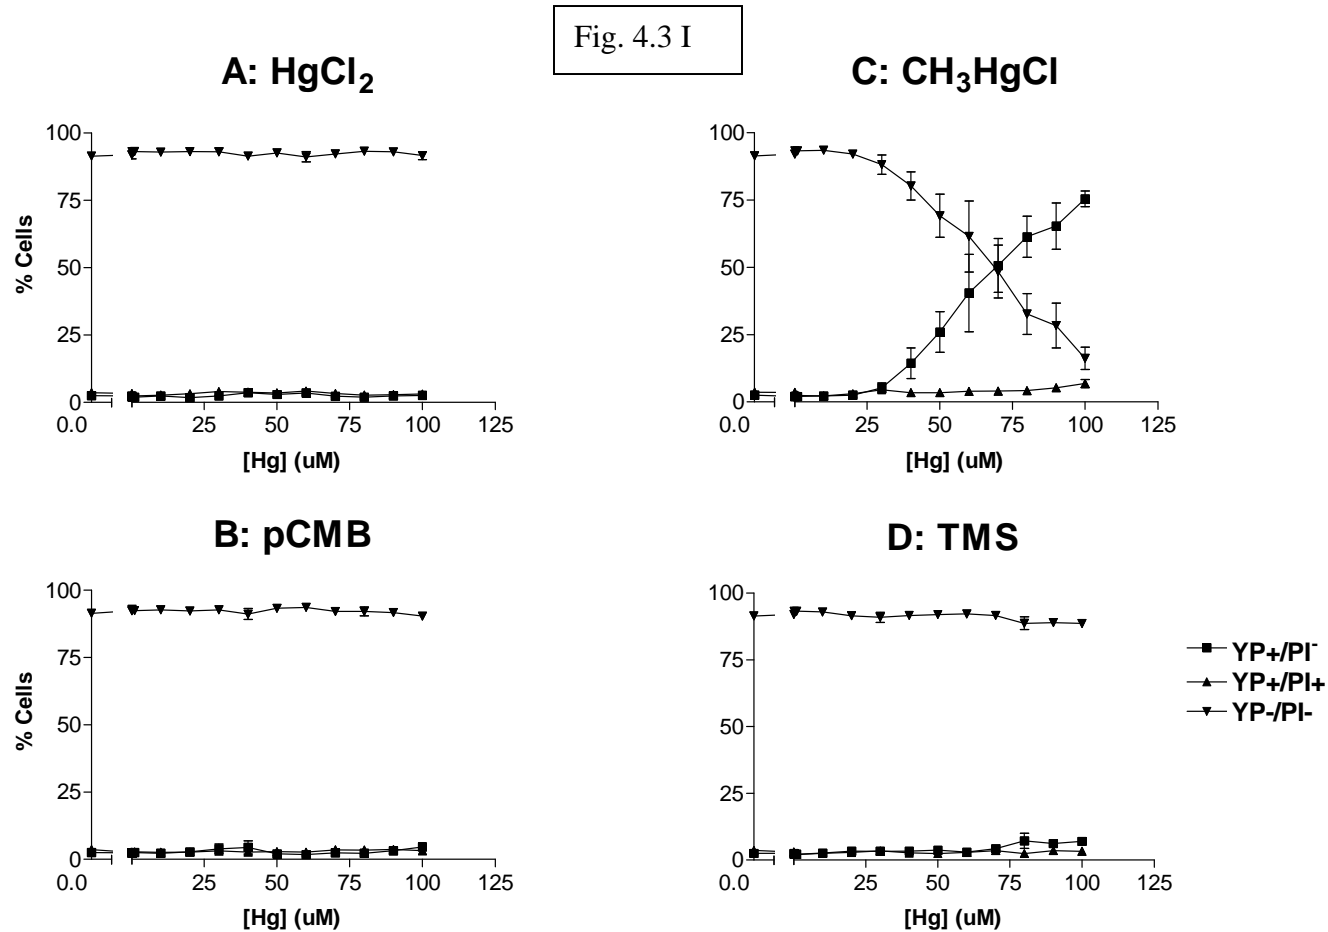 Fig. 4.3 I
A: HgCl₂
100
75
50
25
0
% Cells
0.0 25 50 75 100 125
[Hg] (uM)
C: CH₃HgCl
100
75
50
25
0
0.0 25 50 75 100 125
[Hg] (uM)
B: pCMB
100
75
50
25
0
% Cells
0.0 25 50 75 100 125
[Hg] (uM)
D: TMS
100
75
50
25
0
0.0 25 50 75 100 125
[Hg] (uM)
YP+/PI⁻
YP+/PI+
YP-/PI-